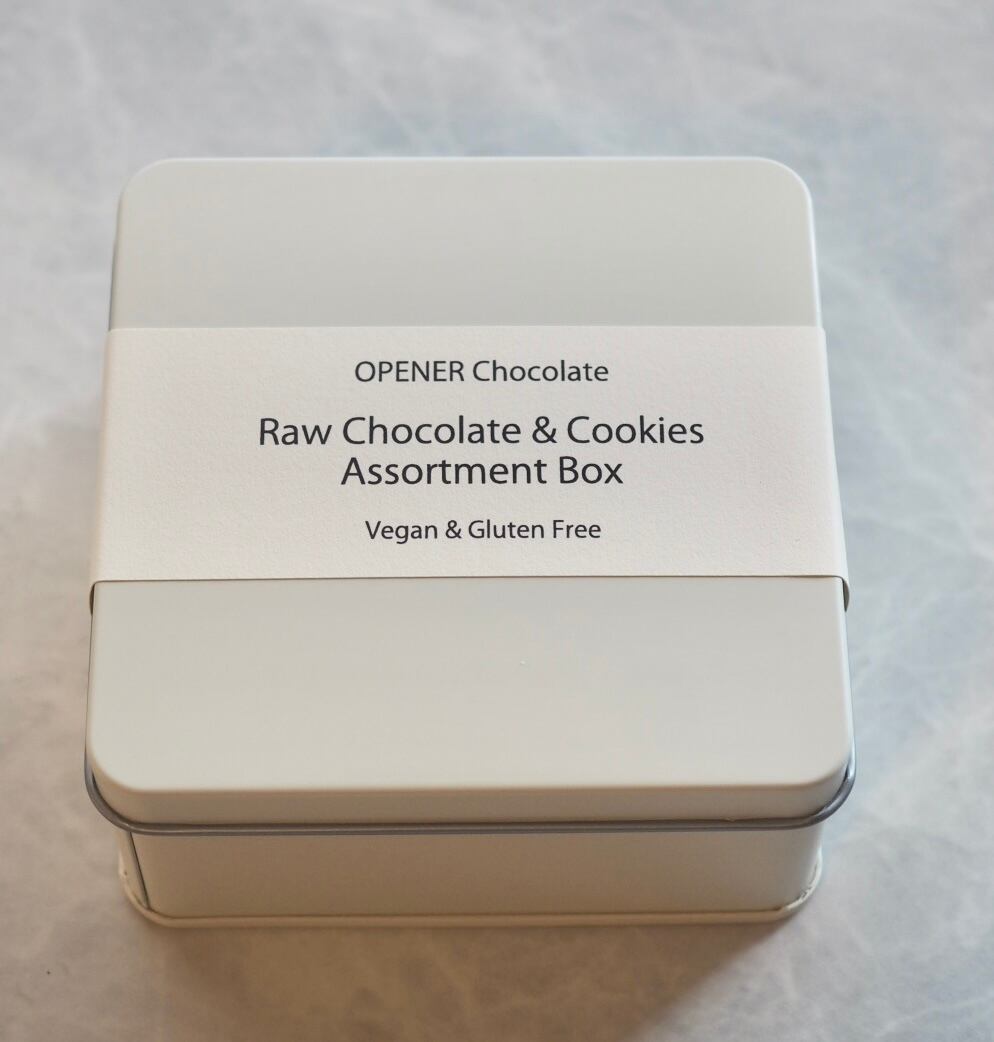 OPENER Chocolate
Raw Chocolate & Cookies
Assortment Box
Vegan & Gluten Free